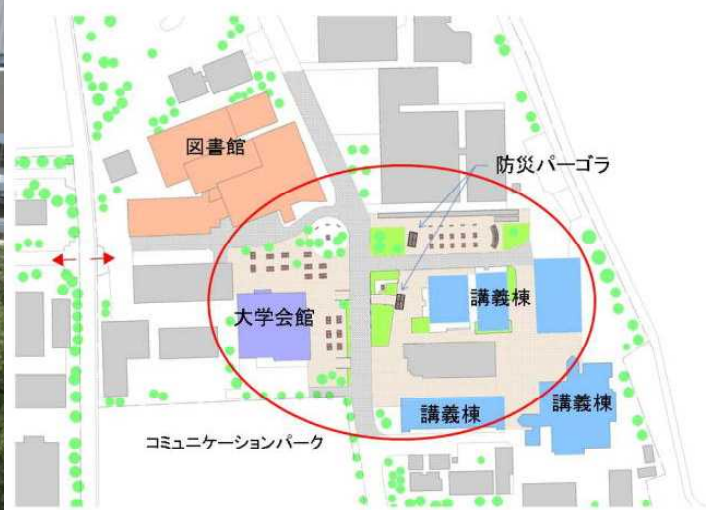 図書館
防災パーゴラ
講義棟
大学会館
講義棟
講義棟
コミュニケーションパーク